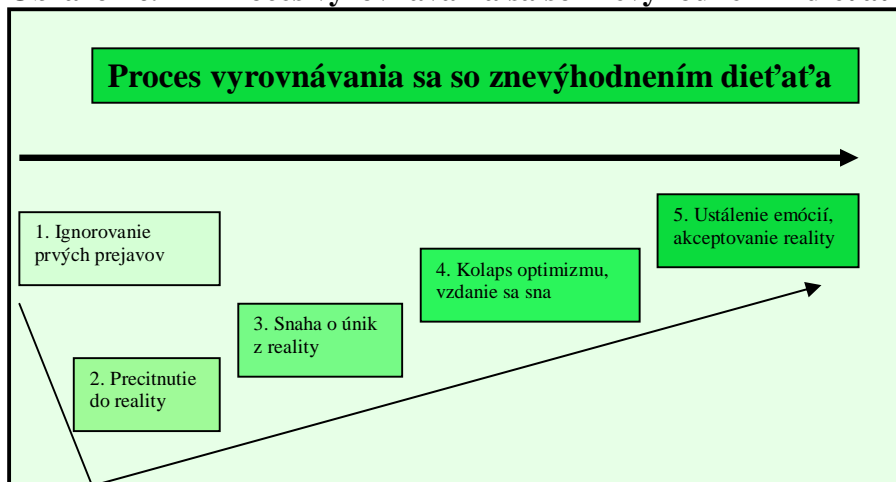 Proces vyrovnávania sa so znevýhodnením dieťaťa
1. Ignorovanie
prvých prejavov
2. Precitnutie
do reality
3. Snaha o únik
z reality
4. Kolaps optimizmu,
vzdanie sa sna
5. Ustálenie emócií,
akceptovanie reality